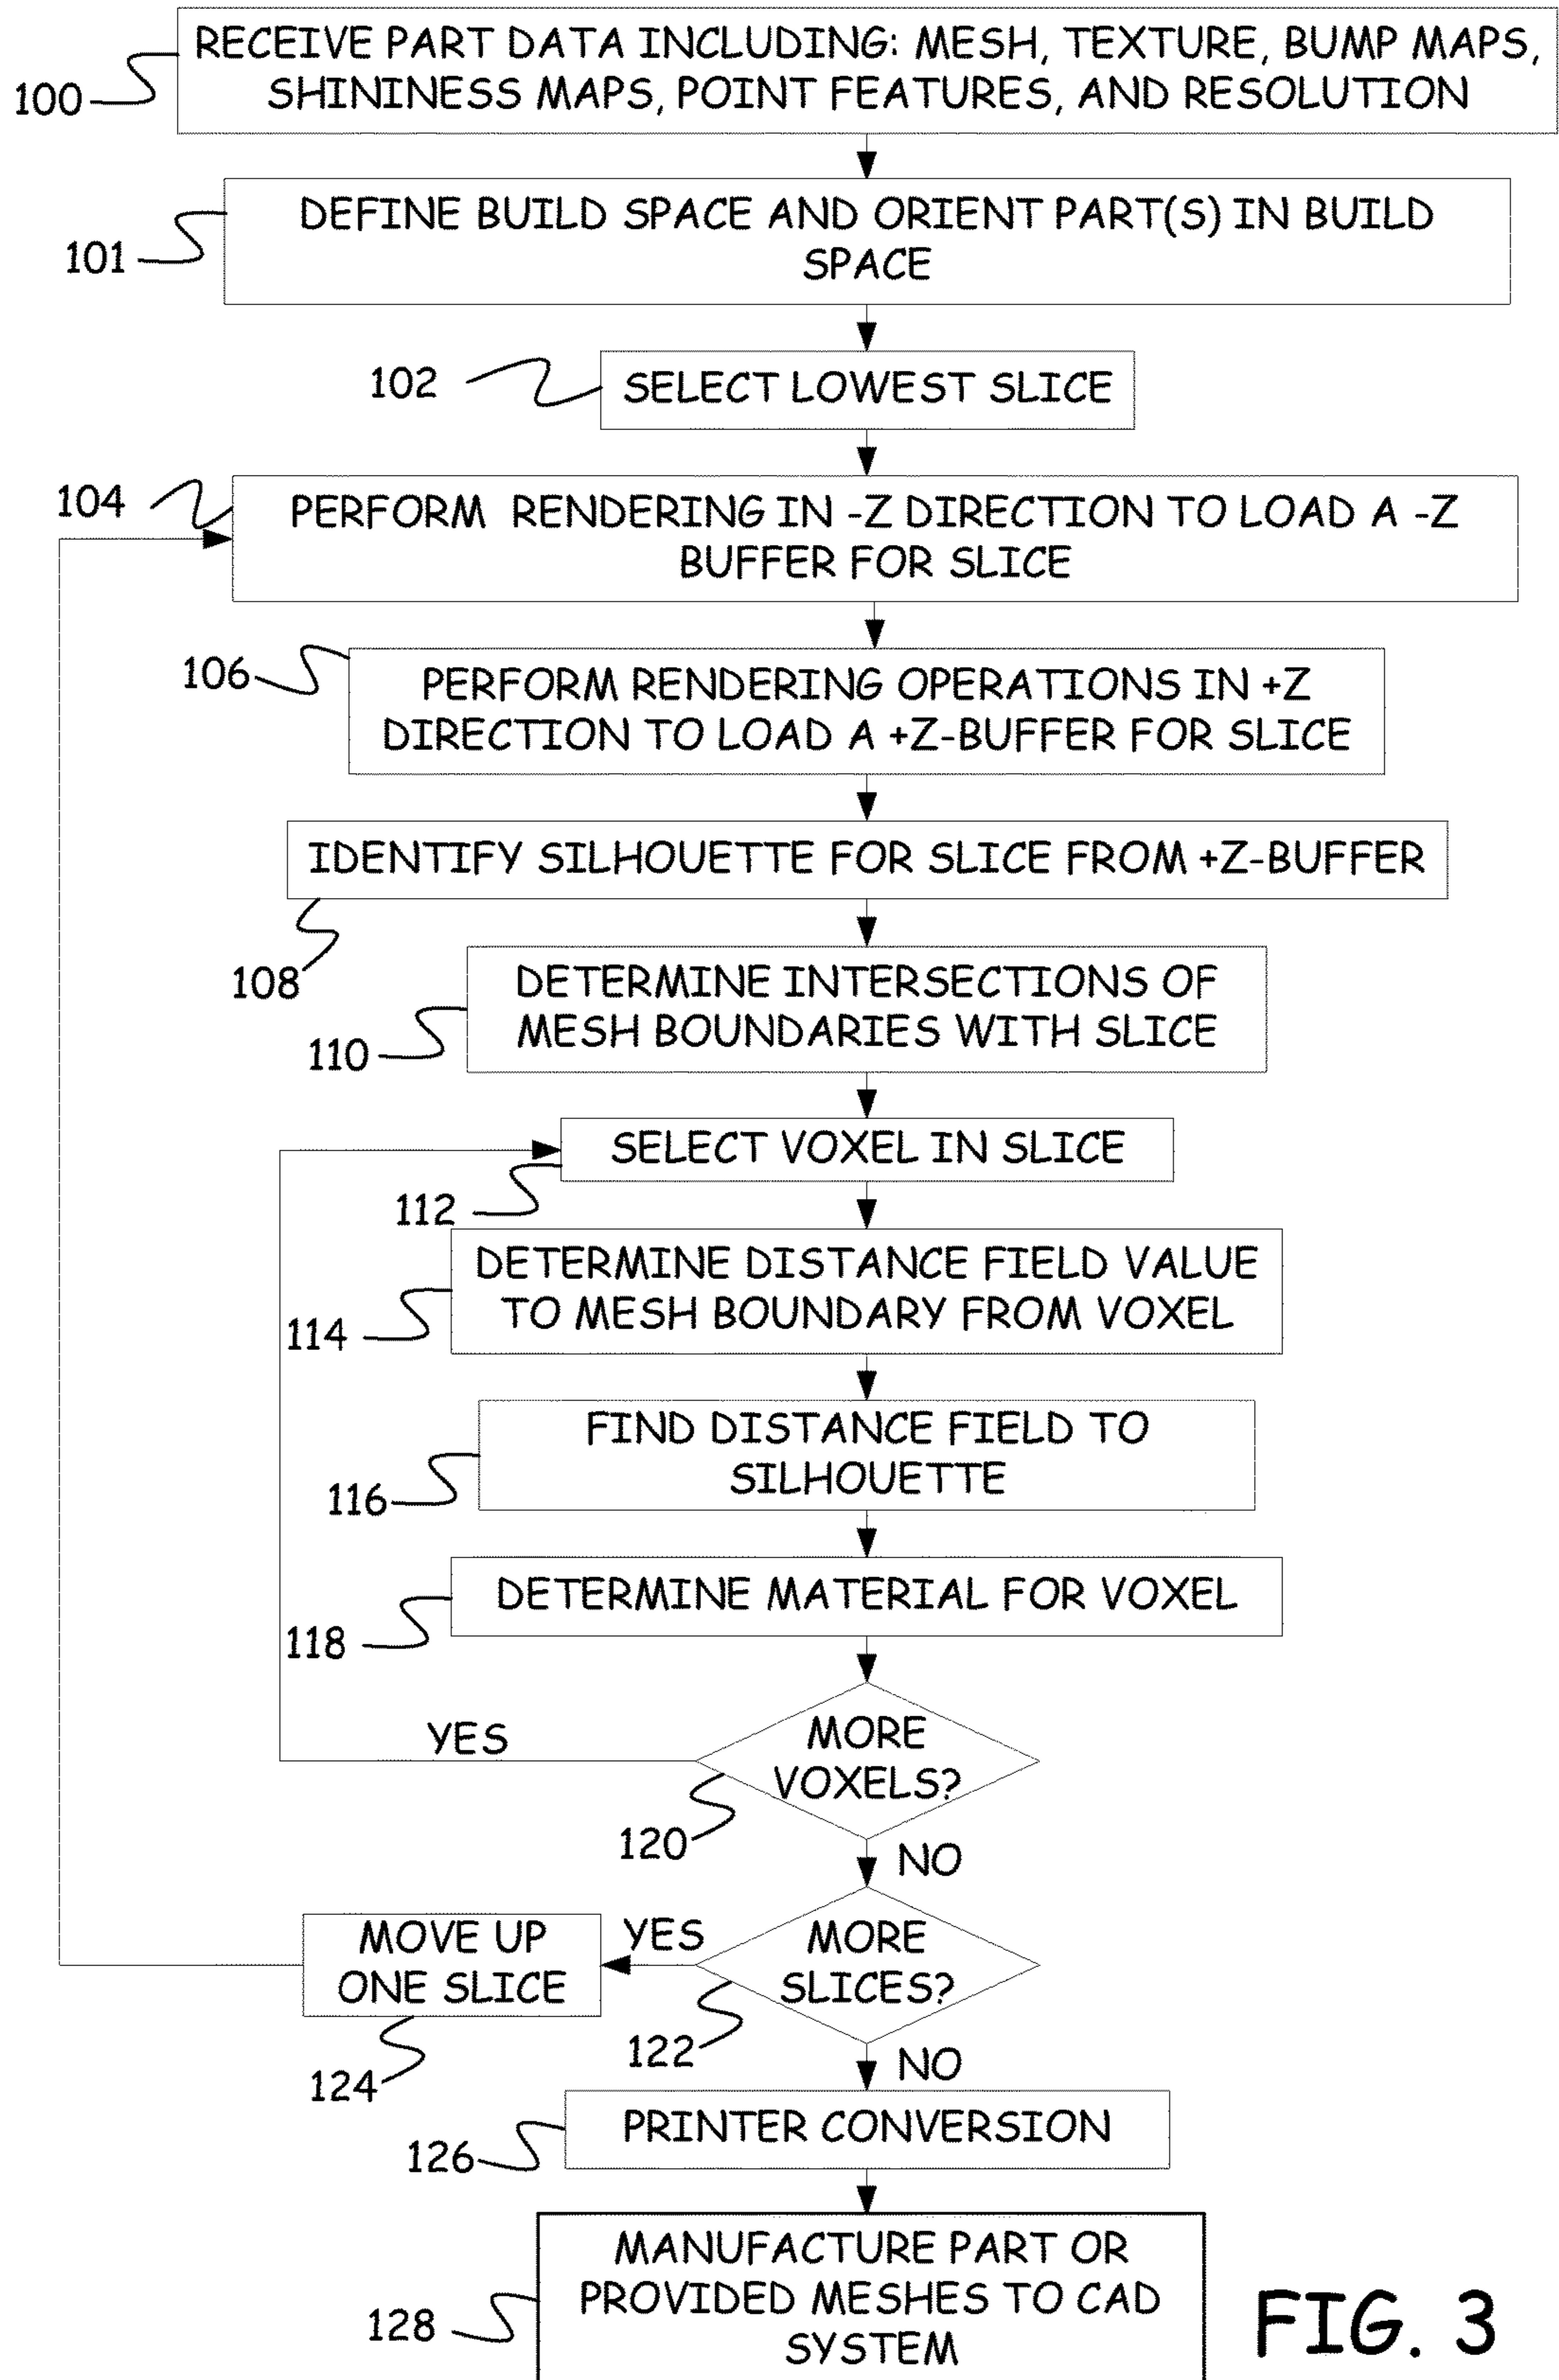 RECEIVE PART DATA INCLUDING: MESH, TEXTURE, BUMP MAPS,
SHININESS MAPS, POINT FEATURES, AND RESOLUTION
100
DEFINE BUILD SPACE AND ORIENT PART(S) IN BUILD
SPACE
101
102
SELECT LOWEST SLICE
104
PERFORM RENDERING IN -Z DIRECTION TO LOAD A -Z
BUFFER FOR SLICE
106
PERFORM RENDERING OPERATIONS IN +Z
DIRECTION TO LOAD A +Z-BUFFER FOR SLICE
IDENTIFY SILHOUETTE FOR SLICE FROM +Z-BUFFER
108
DETERMINE INTERSECTIONS OF
MESH BOUNDARIES WITH SLICE
110
SELECT VOXEL IN SLICE
112
DETERMINE DISTANCE FIELD VALUE
TO MESH BOUNDARY FROM VOXEL
114
FIND DISTANCE FIELD TO
SILHOUETTE
116
DETERMINE MATERIAL FOR VOXEL
118
YES
MORE
VOXELS?
120
NO
MOVE UP
ONE SLICE
YES
MORE
SLICES?
122
124
NO
PRINTER CONVERSION
126
MANUFACTURE PART OR
PROVIDED MESHES TO CAD
SYSTEM
128
FIG. 3